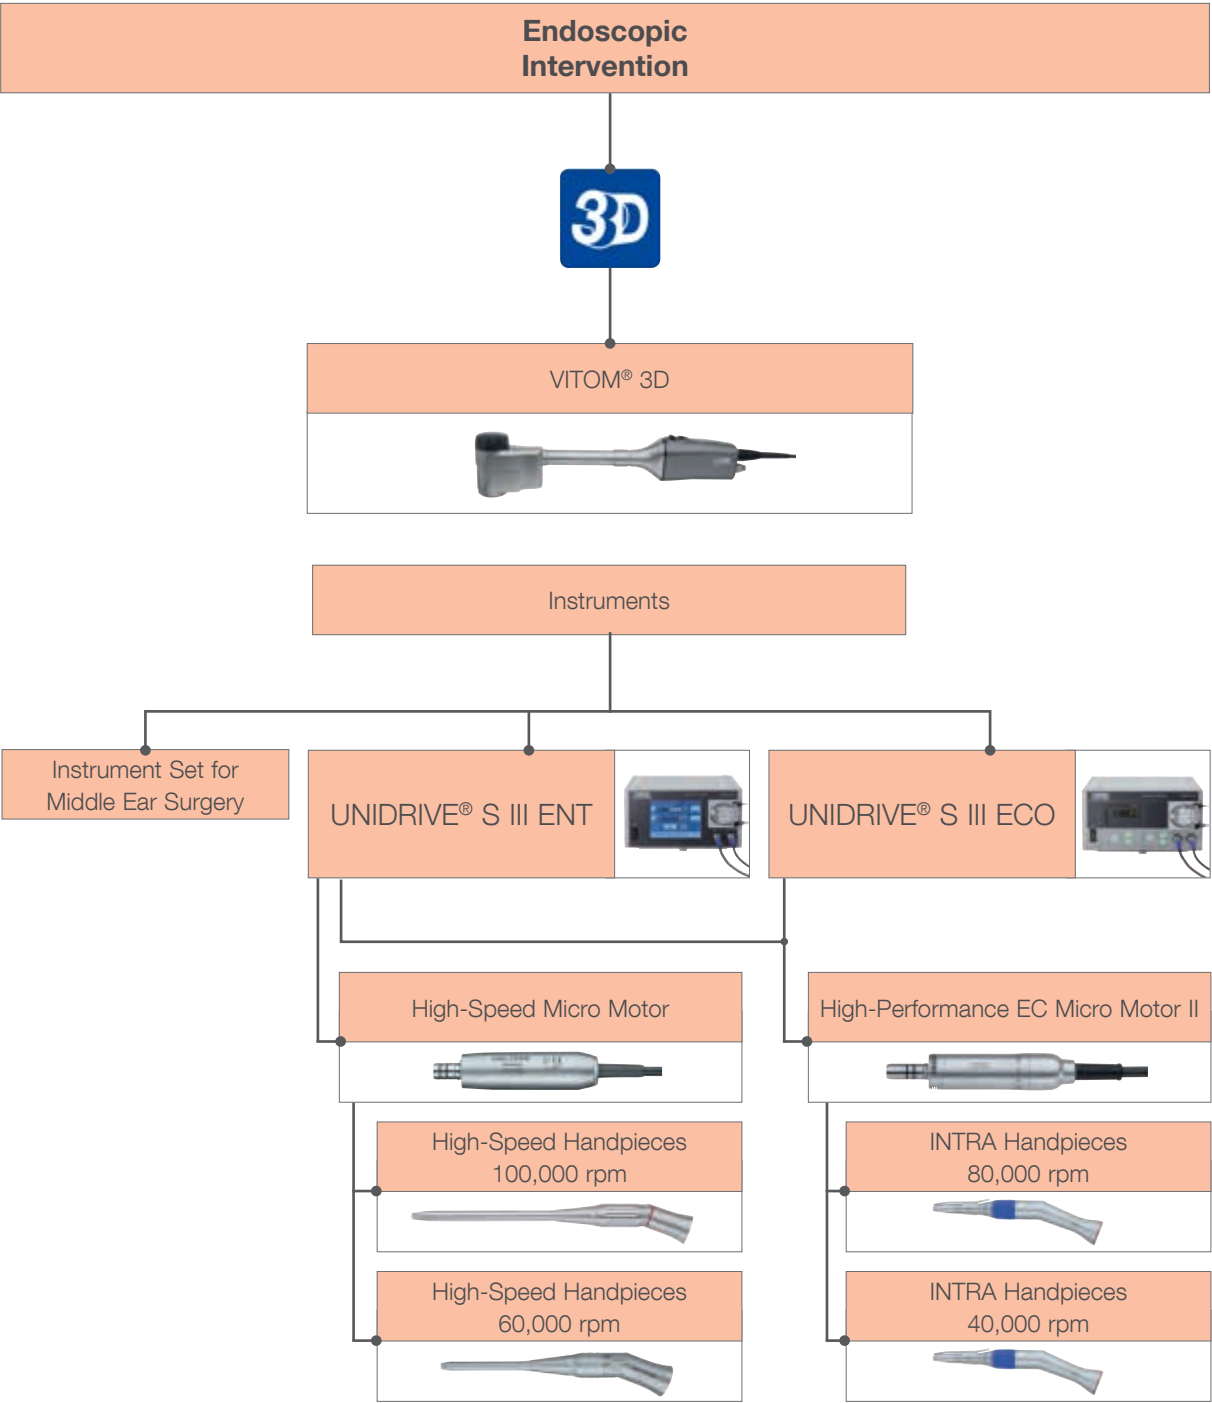 Endoscopic
Intervention
3D
VITOM® 3D
Instruments
Instrument Set for
Middle Ear Surgery
UNIDRIVE® S III ENT
UNIDRIVE® S III ECO
High-Speed Micro Motor
High-Performance EC Micro Motor II
High-Speed Handpieces
100,000 rpm
INTRA Handpieces
80,000 rpm
High-Speed Handpieces
60,000 rpm
INTRA Handpieces
40,000 rpm